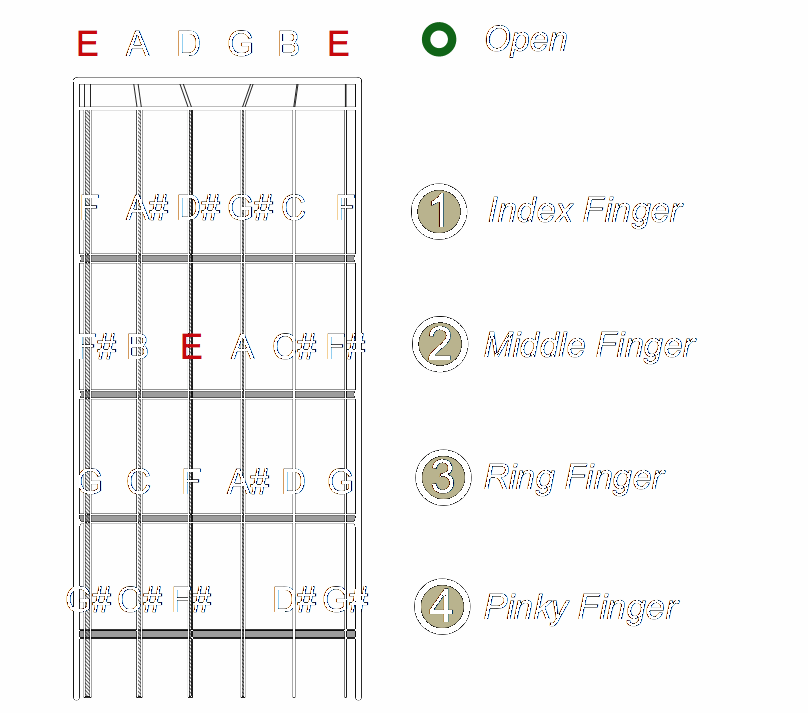 E A D G B E Open
F A# D# G# C F 1 Index Finger
F# B E A C# F# 2 Middle Finger
G C F A# D G 3 Ring Finger
G# C# F# D# G# 4 Pinky Finger